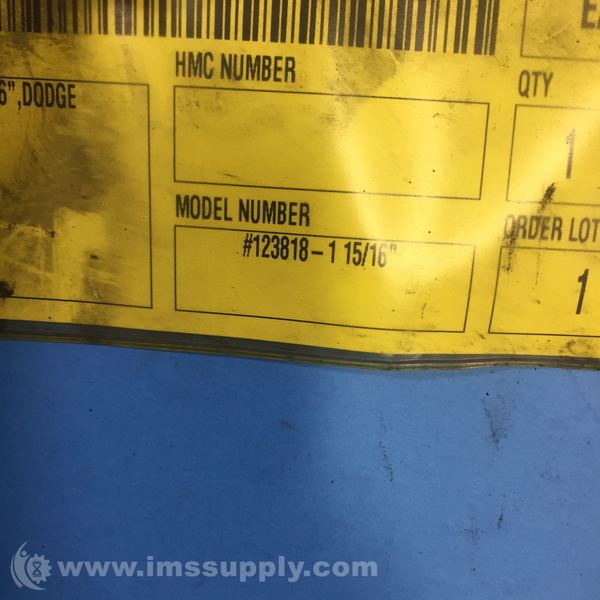 HMC NUMBER
QTY
6",DODGE
1
MODEL NUMBER
#123818-1 15/16"
ORDER LOT
1
www.imssupply.com